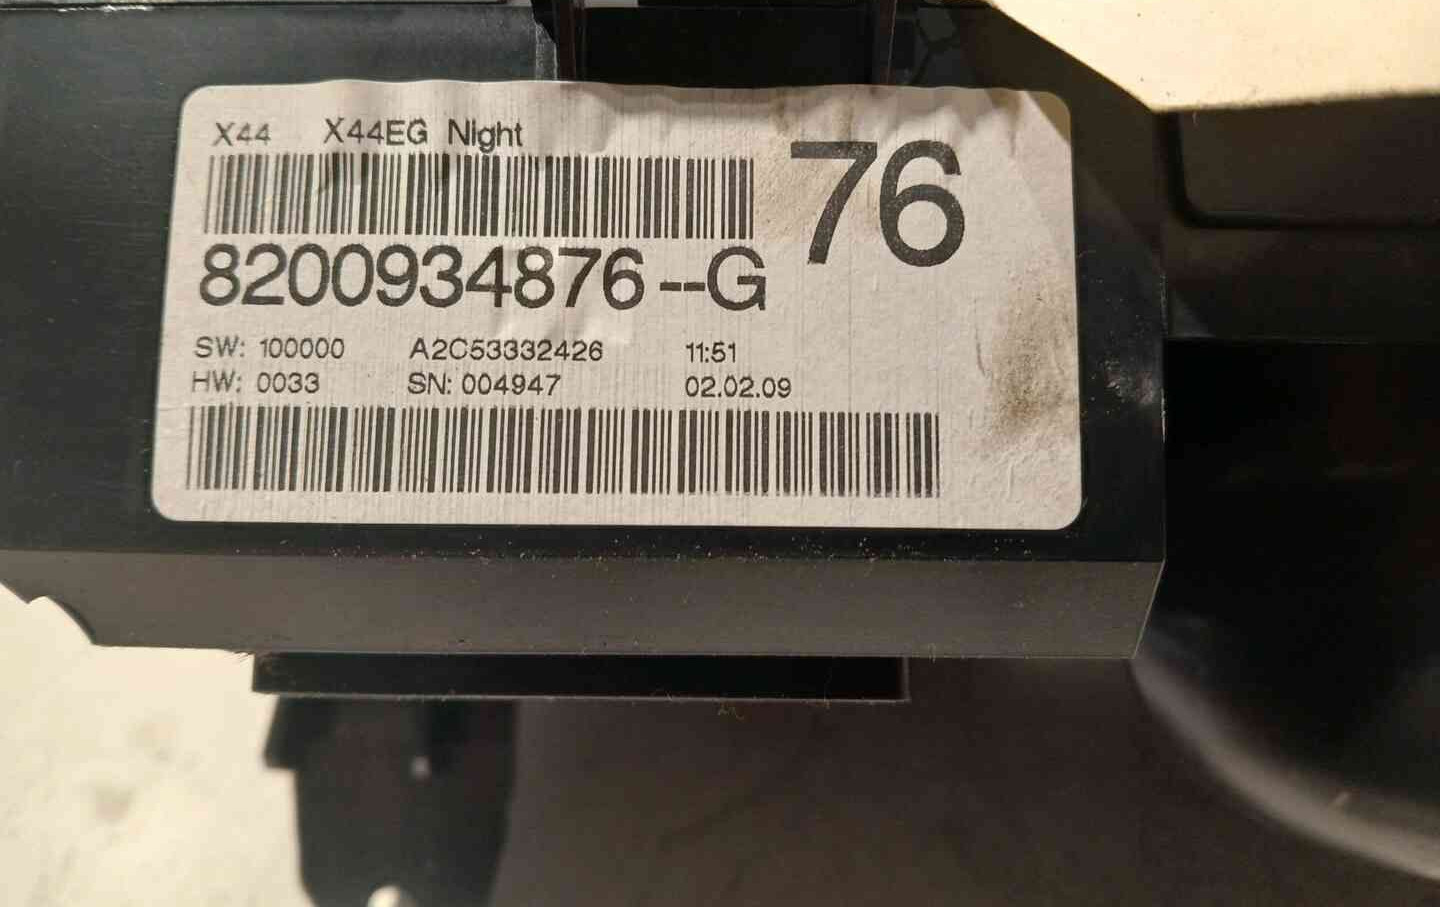 X44 X44EG Night
76
8200934876--G
SW: 100000 A2C53332426 11:51
HW: 0033 SN: 004947 02.02.09